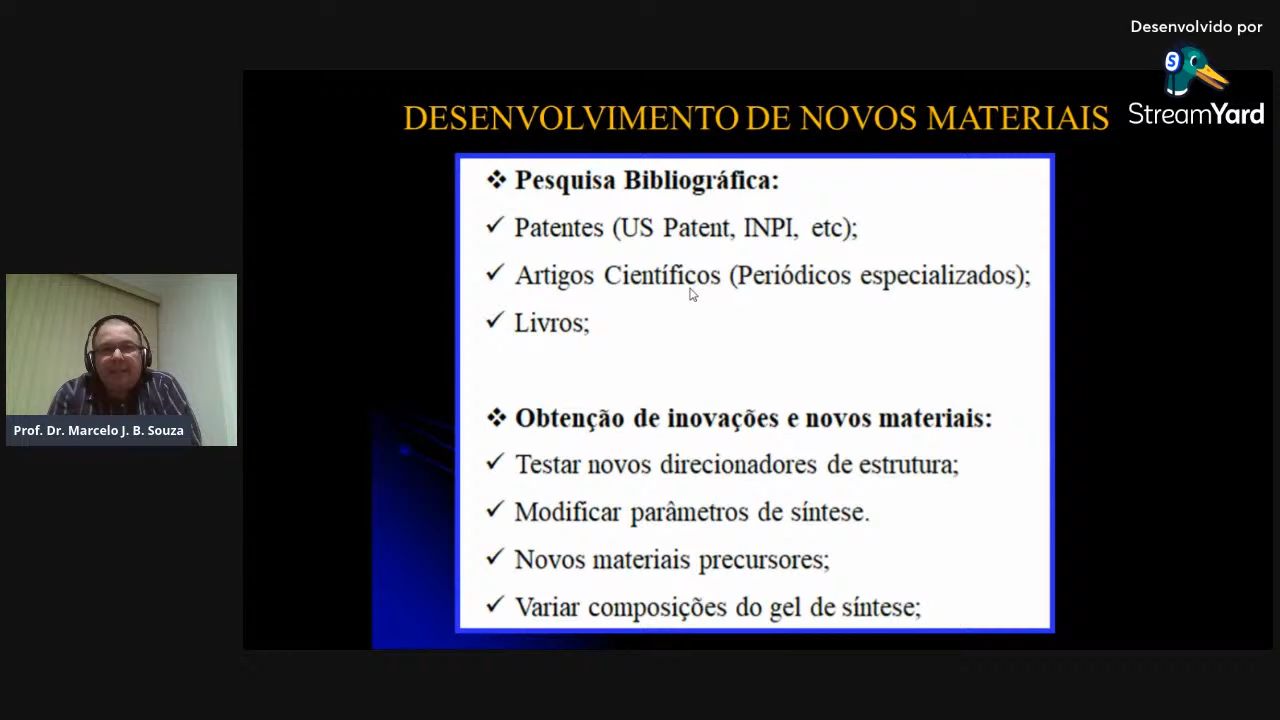 Desenvolvido por
StreamYard
DESENVOLVIMENTO DE NOVOS MATERIAIS
❖ Pesquisa Bibliográfica:
✓ Patentes (US Patent, INPI, etc);
✓ Artigos Científicos (Periódicos especializados);
✓ Livros;
❖ Obtenção de inovações e novos materiais:
✓ Testar novos direcionadores de estrutura;
✓ Modificar parâmetros de síntese.
✓ Novos materiais precursores;
✓ Variar composições do gel de síntese;
Prof. Dr. Marcelo J. B. Souza